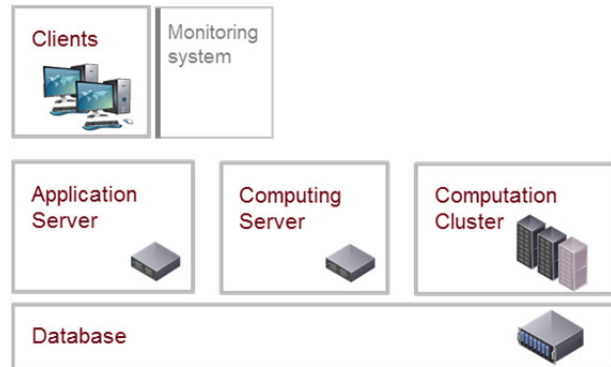 Clients
Monitoring
system
Application
Server
Computing
Server
Computation
Cluster
Database